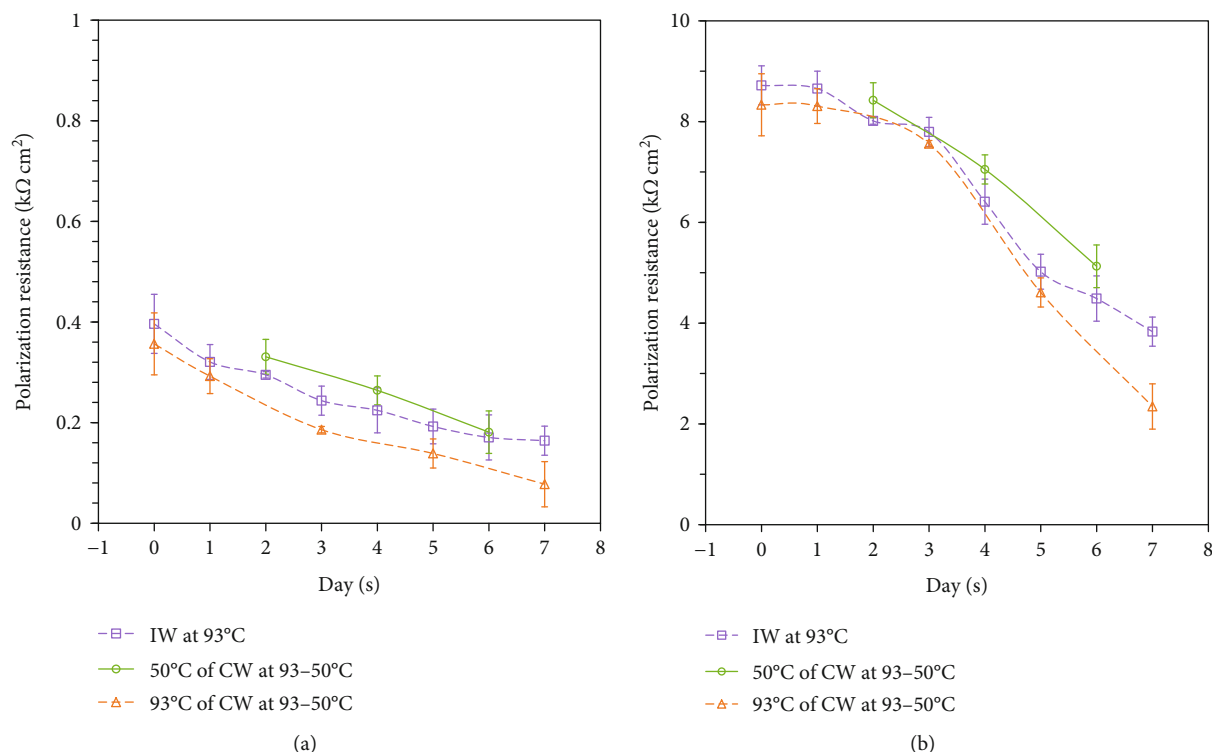 1
0.8
0.6
0.4
0.2
0
Polarization resistance (kΩ cm²)
−1 0 1 2 3 4 5 6 7 8
Day (s)
IW at 93°C
50°C of CW at 93–50°C
93°C of CW at 93–50°C
(a)
10
8
6
4
2
0
Polarization resistance (kΩ cm²)
−1 0 1 2 3 4 5 6 7 8
Day (s)
IW at 93°C
50°C of CW at 93–50°C
93°C of CW at 93–50°C
(b)